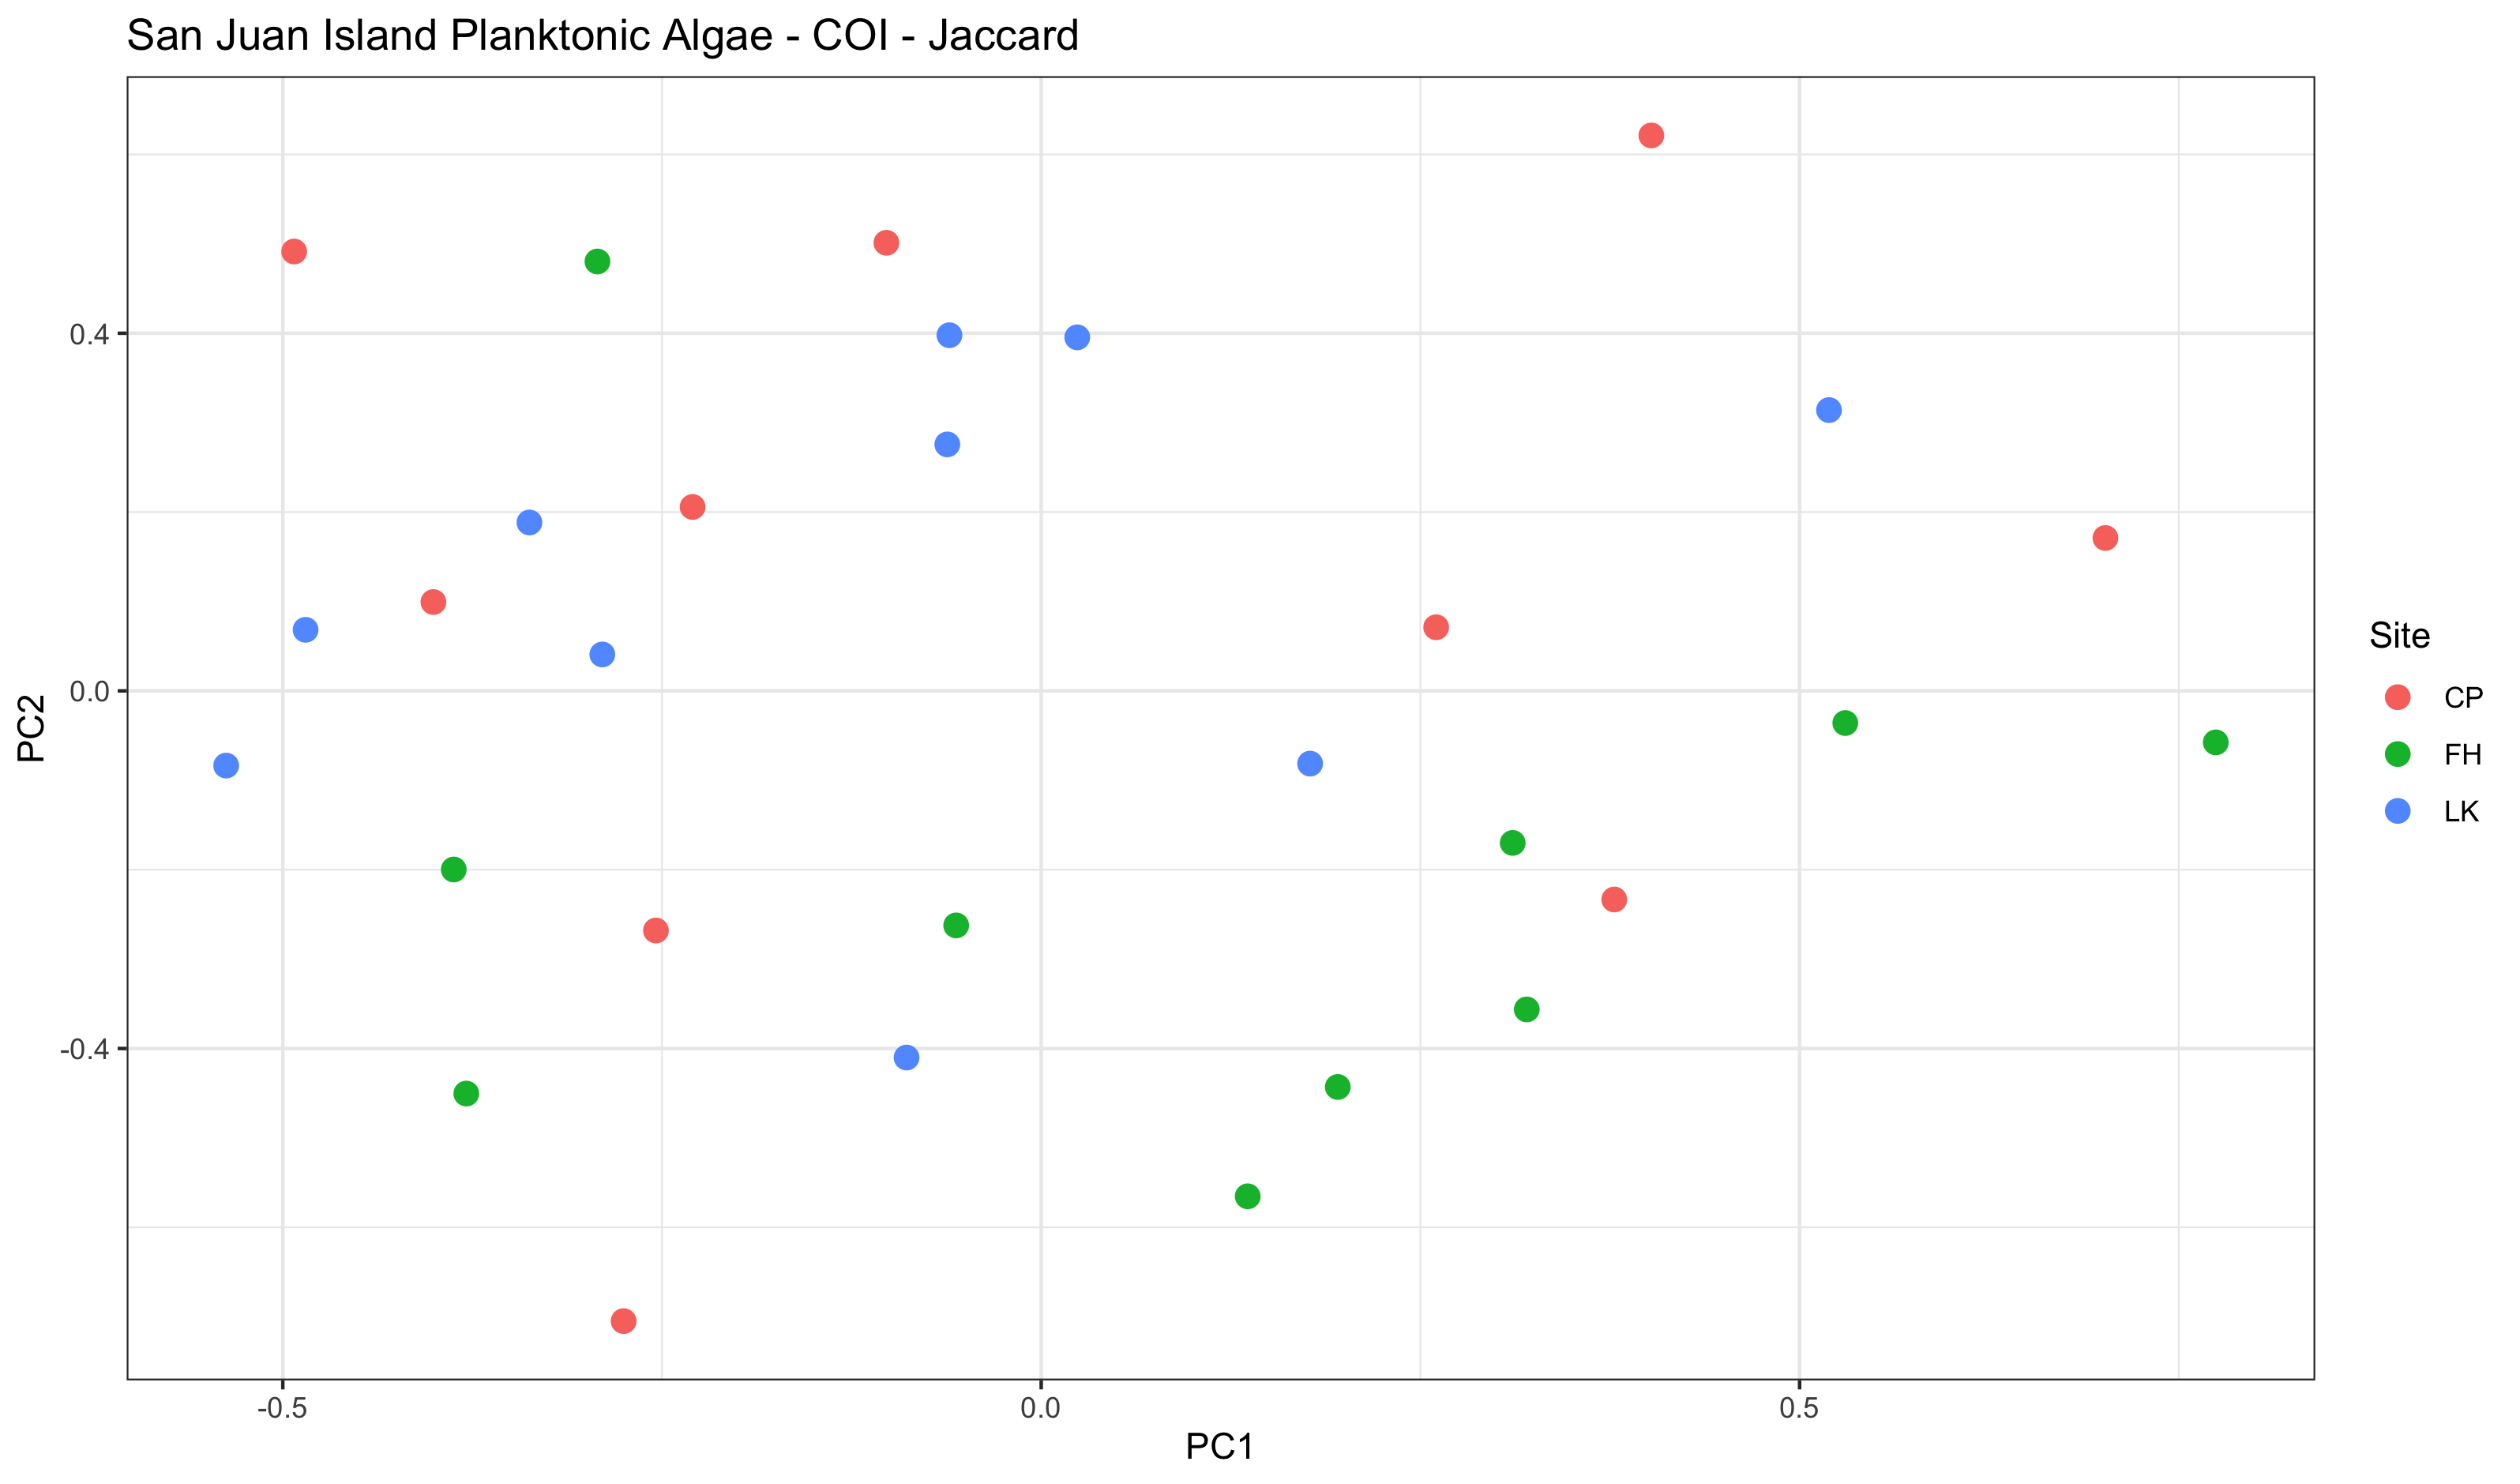 San Juan Island Planktonic Algae - COI - Jaccard
0.4
0.0
-0.4
PC2
-0.5
0.0
0.5
PC1
Site
CP
FH
LK